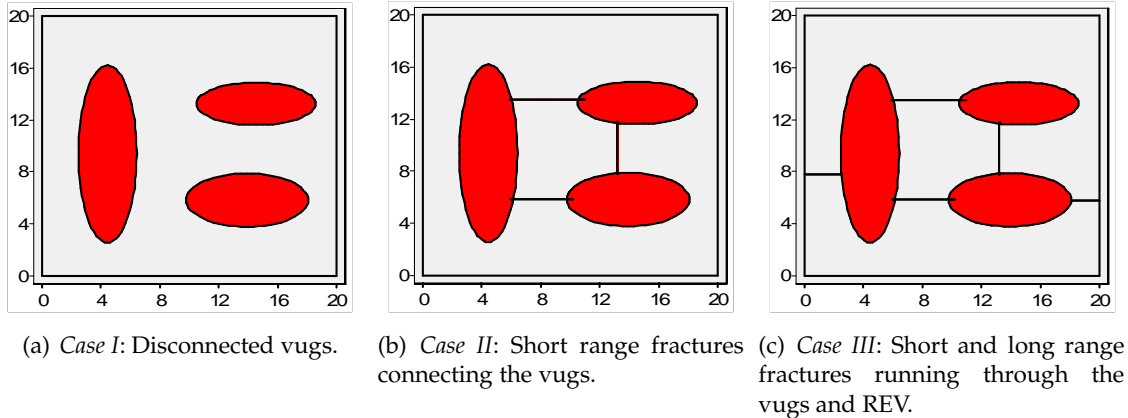 20 16 12 8 4 0
0 4 8 12 16 20
20 16 12 8 4 0
0 4 8 12 16 20
20 16 12 8 4 0
0 4 8 12 16 20
(a) Case I: Disconnected vugs.
(b) Case II: Short range fractures
connecting the vugs.
(c) Case III: Short and long range
fractures running through the
vugs and REV.